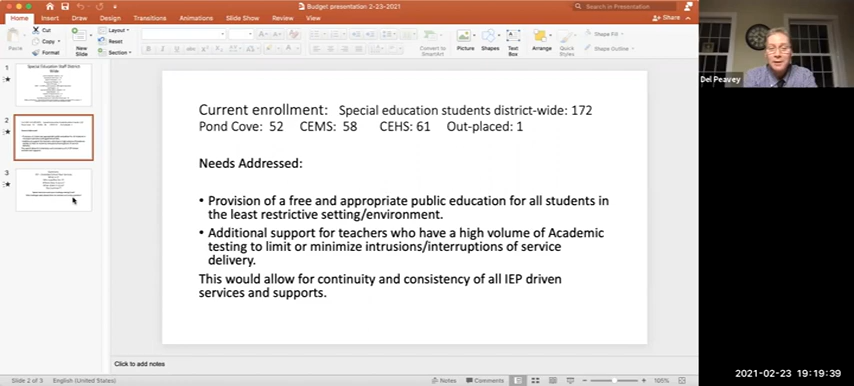 Budget presentation 2-23-2021
Search in Presentation
Home Insert Draw Design Transitions Animations Slide Show Review View
Share
Paste
Cut
Copy
Format
New Slide
Layout
Reset
Section
Convert to SmartArt
Picture
Shapes
Text Box
Arrange
Quick Styles
Shape Fill
Shape Outline
1
Special Education Staff District Wide
2
3
Current enrollment: Special education students district-wide: 172
Pond Cove: 52 CEMS: 58 CEHS: 61 Out-placed: 1
Needs Addressed:
• Provision of a free and appropriate public education for all students in
the least restrictive setting/environment.
• Additional support for teachers who have a high volume of Academic
testing to limit or minimize intrusions/interruptions of service
delivery.
This would allow for continuity and consistency of all IEP driven
services and supports.
Click to add notes
Slide 2 of 3 English (United States)
Notes Comments
105%
Del Peavey
2021-02-23 19:19:39